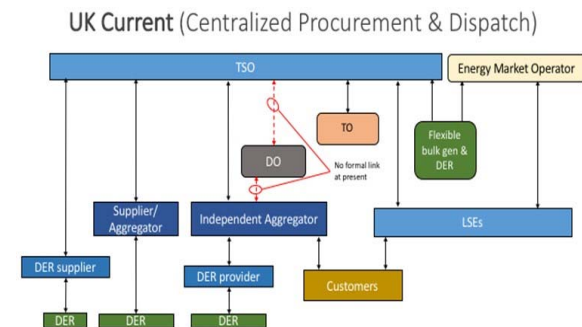 UK Current (Centralized Procurement & Dispatch)
TSO
Energy Market Operator
TO
Flexible
bulk gen &
DER
DO
No formal link
at present
Supplier/
Aggregator
Independent Aggregator
LSEs
DER supplier
DER provider
Customers
DER
DER
DER